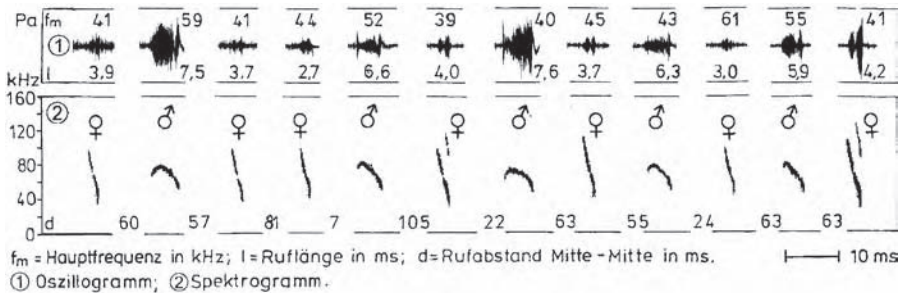 Pa fm 41 59 41 44 52 39 40 45 43 61 55 41
①
kHz l 3,9 7,5 3,7 2,7 6,6 4,0 7,6 3,7 6,3 3,0 5,9 4,2
160 ②
♀ ♂ ♀ ♀ ♂ ♀ ♂ ♀ ♂ ♀ ♂ ♀
120
80
40
0 d 60 57 81 7 105 22 63 55 24 63 63
fm = Hauptfrequenz in kHz; l = Ruflänge in ms; d = Rufabstand Mitte-Mitte in ms. 10 ms
① Oszillogramm; ② Spektrogramm.